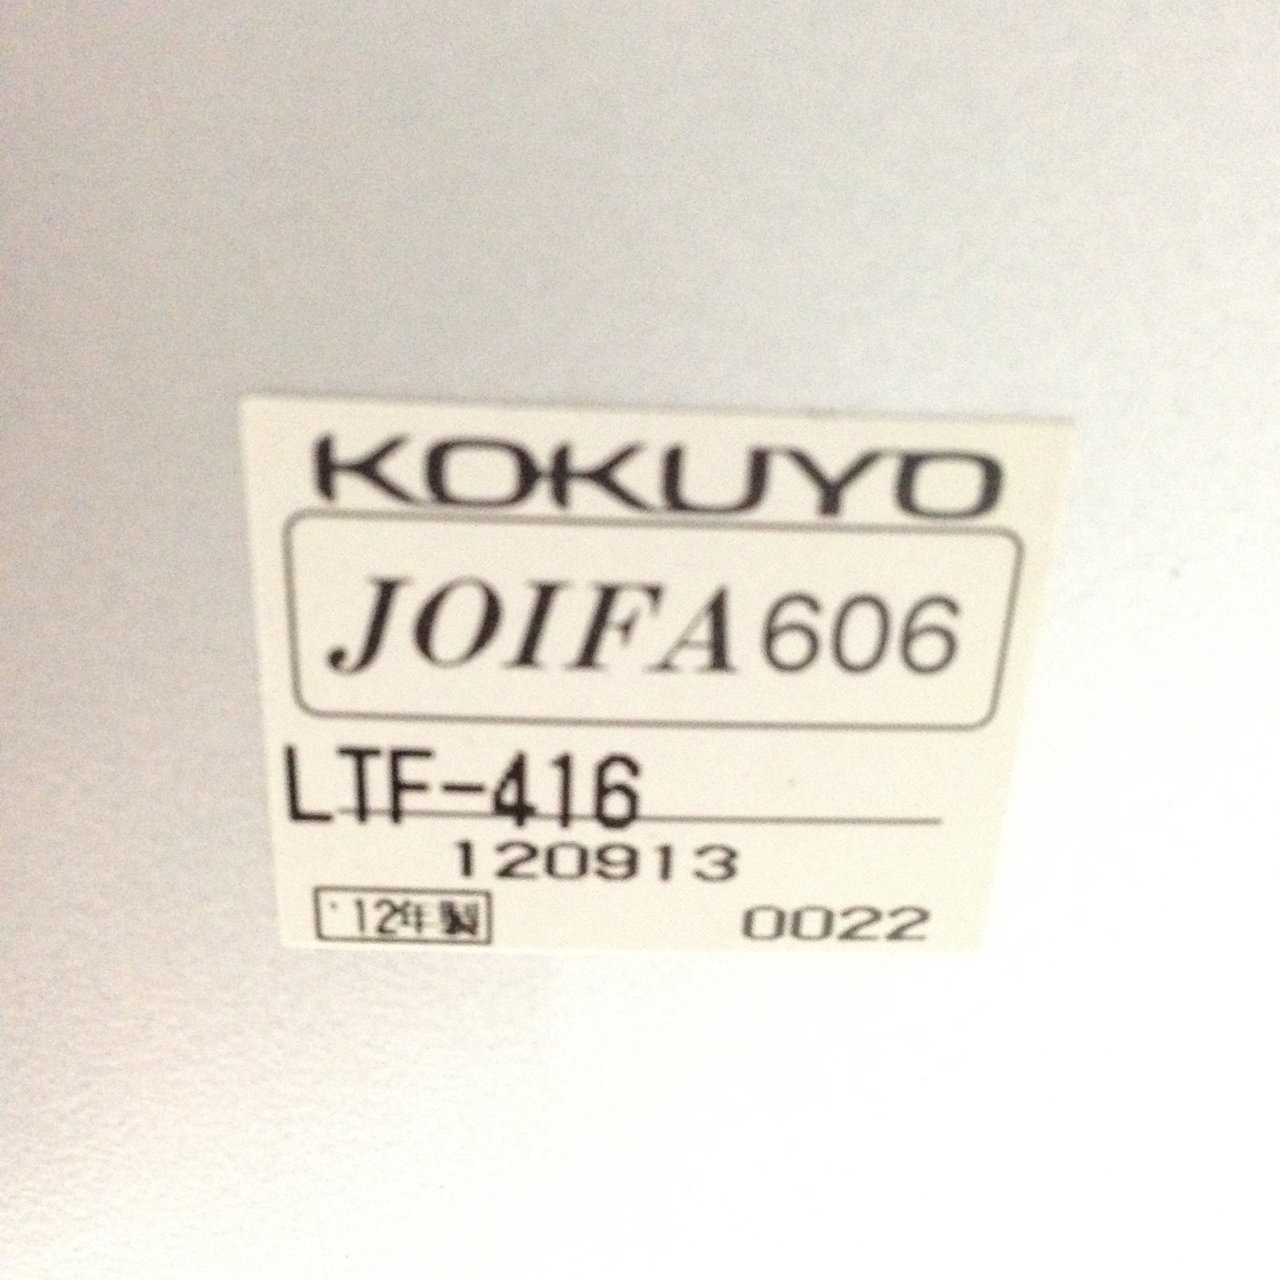 KOKUYO
JOIFA606
LTF-416
120913
'12年製
0022